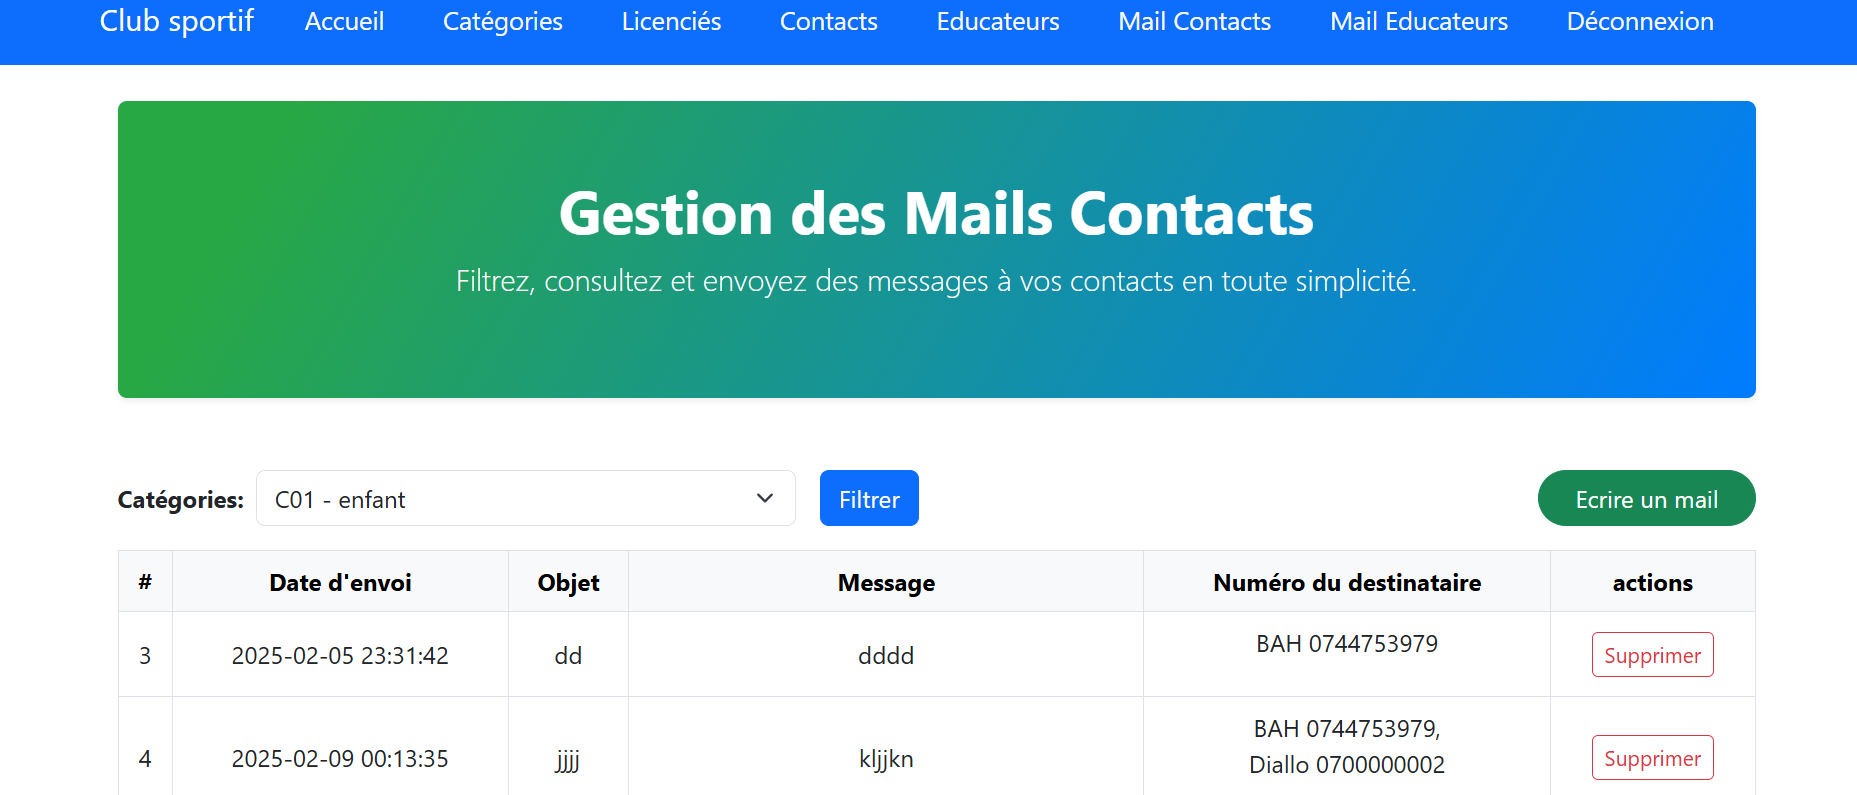 Club sportif Accueil Catégories Licenciés Contacts Educateurs Mail Contacts Mail Educateurs Déconnexion
Gestion des Mails Contacts
Filtrez, consultez et envoyez des messages à vos contacts en toute simplicité.
Catégories: C01 - enfant Filtrer Ecrire un mail
# Date d'envoi Objet Message Numéro du destinataire actions
3 2025-02-05 23:31:42 dd dddd BAH 0744753979 Supprimer
4 2025-02-09 00:13:35 jjjj kljjkn BAH 0744753979,
Diallo 0700000002 Supprimer